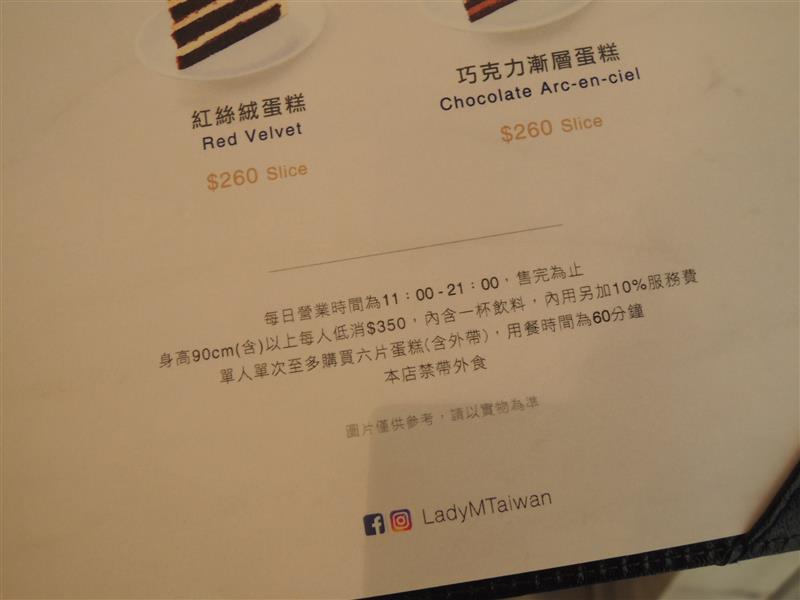 紅絲絨蛋糕
Red Velvet
$260 Slice
巧克力漸層蛋糕
Chocolate Arc-en-ciel
$260 Slice
每日營業時間為11：00-21：00，售完為止
身高90cm(含)以上每人低消$350，內含一杯飲料，內用另加10%服務費
單人單次至多購買六片蛋糕(含外帶)，用餐時間為60分鐘
本店禁帶外食
圖片僅供參考，請以實物為準
LadyMTaiwan